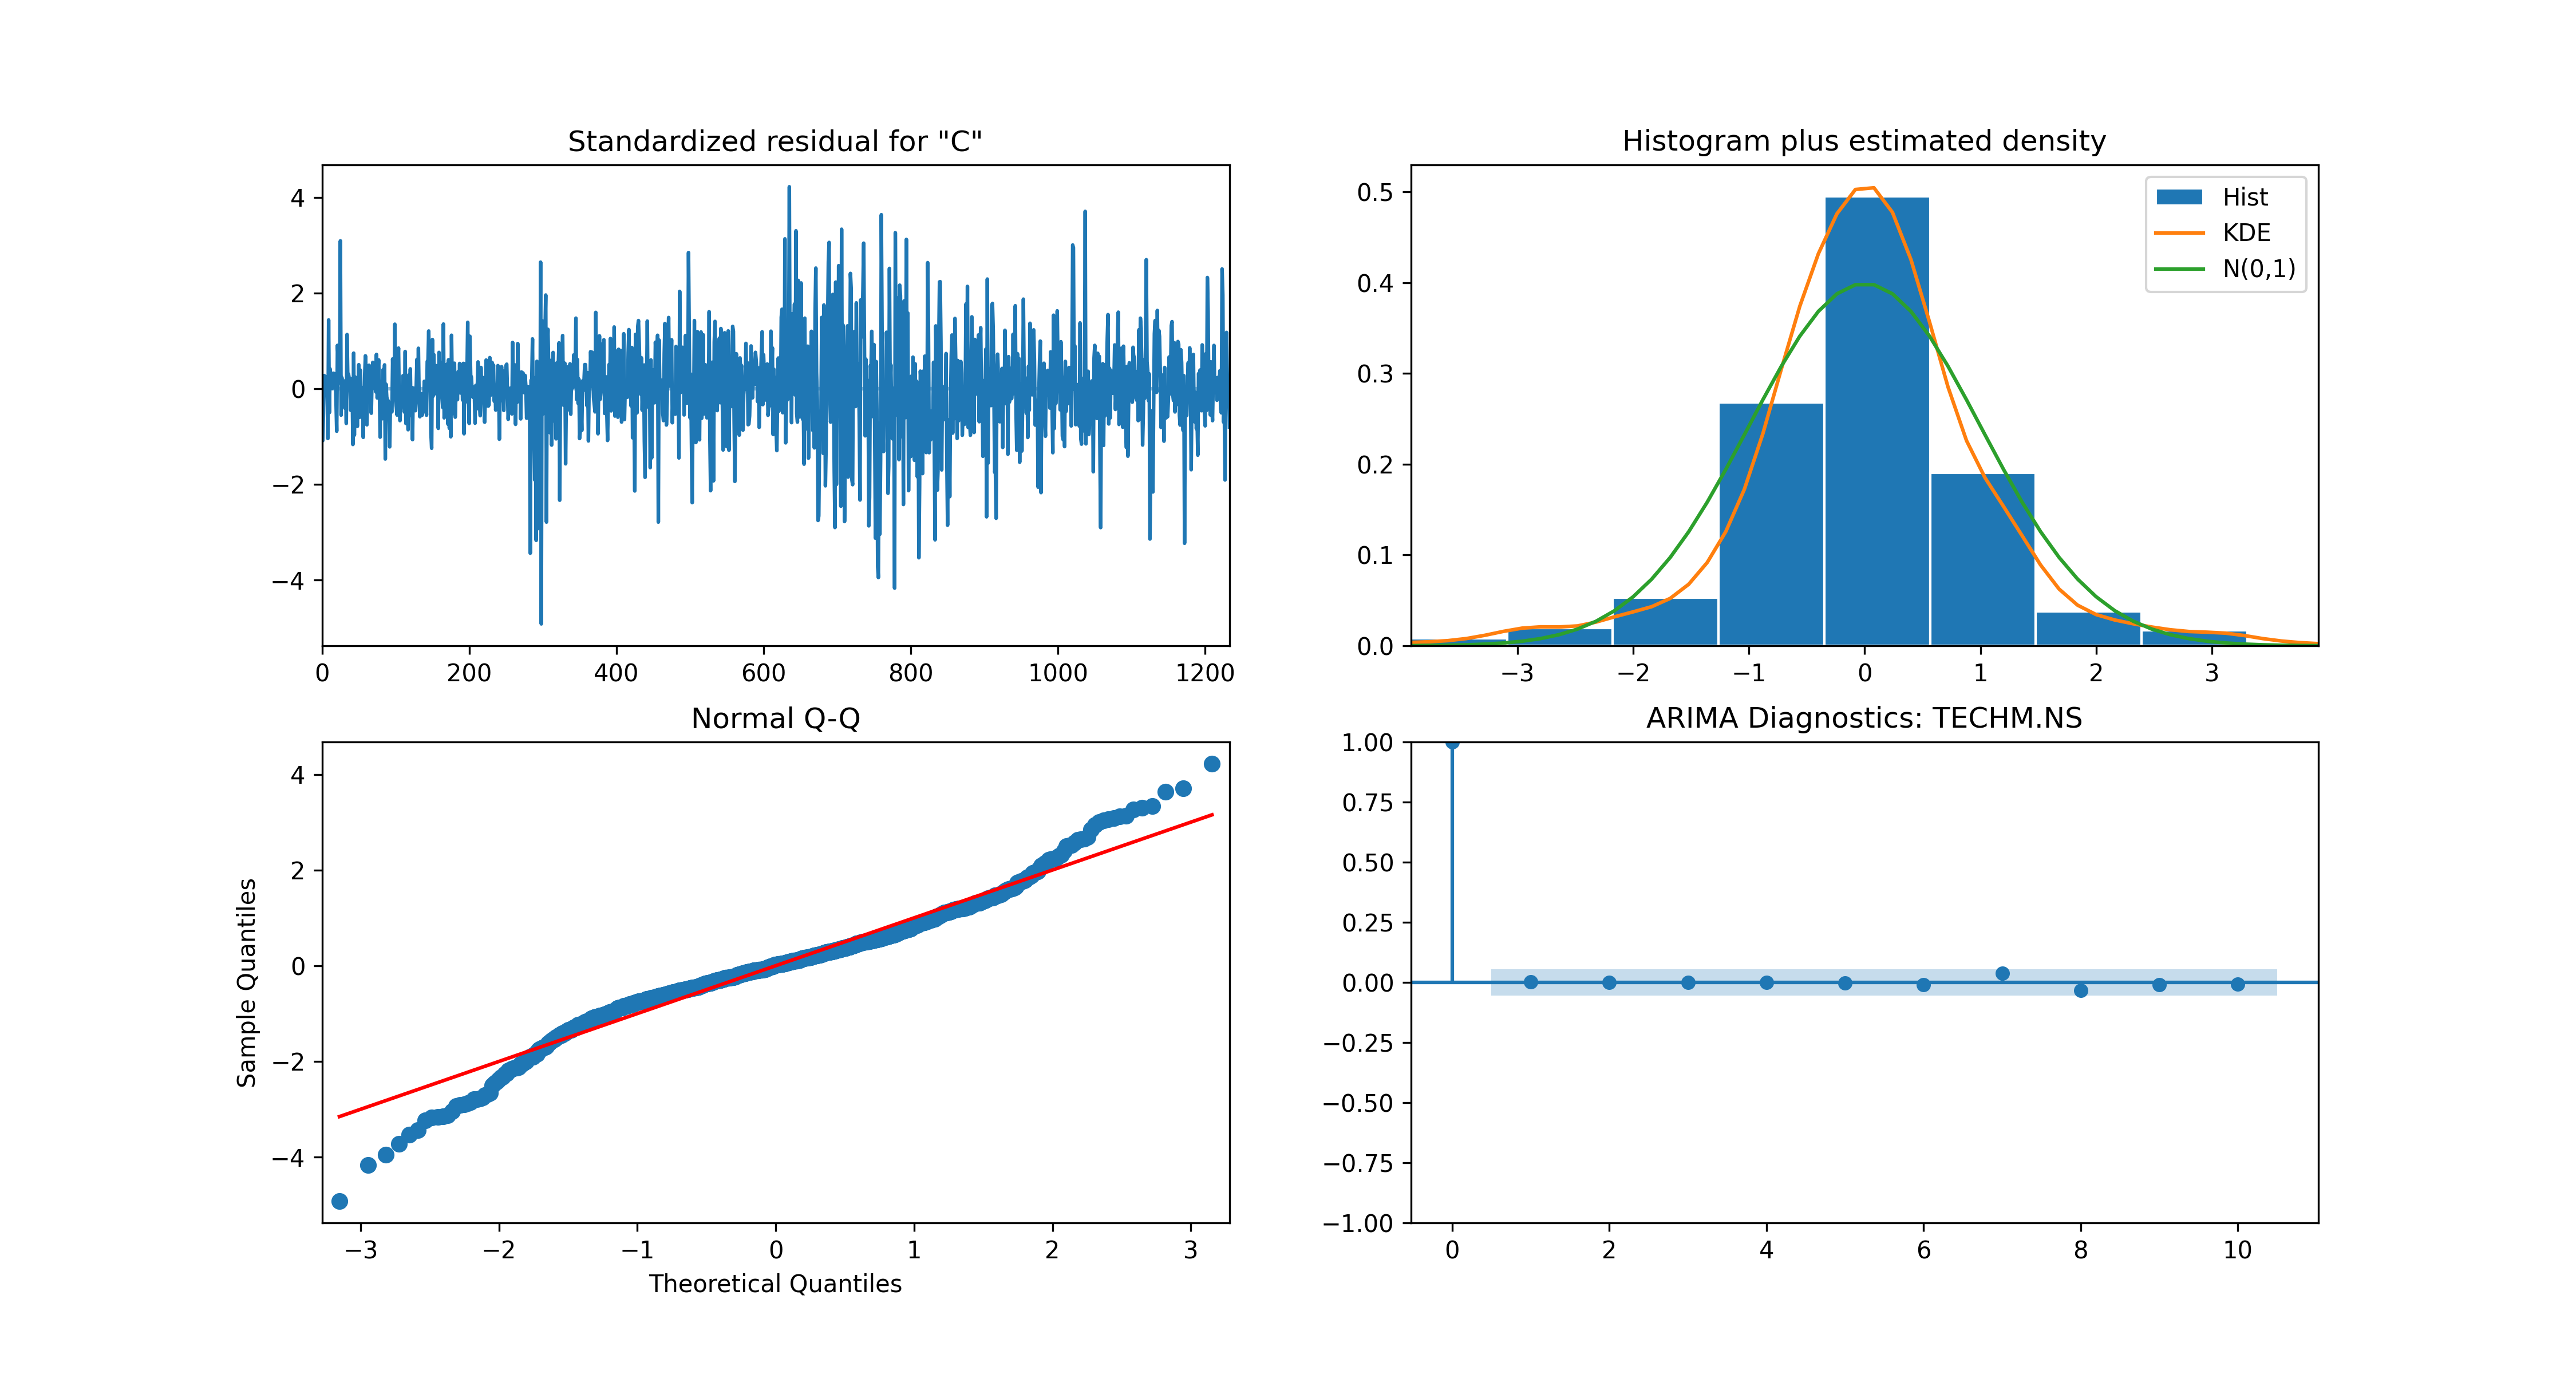 Standardized residual for "C"
4
2
0
−2
−4
0 200 400 600 800 1000 1200
Histogram plus estimated density
0.5
0.4
0.3
0.2
0.1
0.0
−3 −2 −1 0 1 2 3
Hist
KDE
N(0,1)
Normal Q-Q
Sample Quantiles
4
2
0
−2
−4
−3 −2 −1 0 1 2 3
Theoretical Quantiles
ARIMA Diagnostics: TECHM.NS
1.00
0.75
0.50
0.25
0.00
−0.25
−0.50
−0.75
−1.00
0 2 4 6 8 10